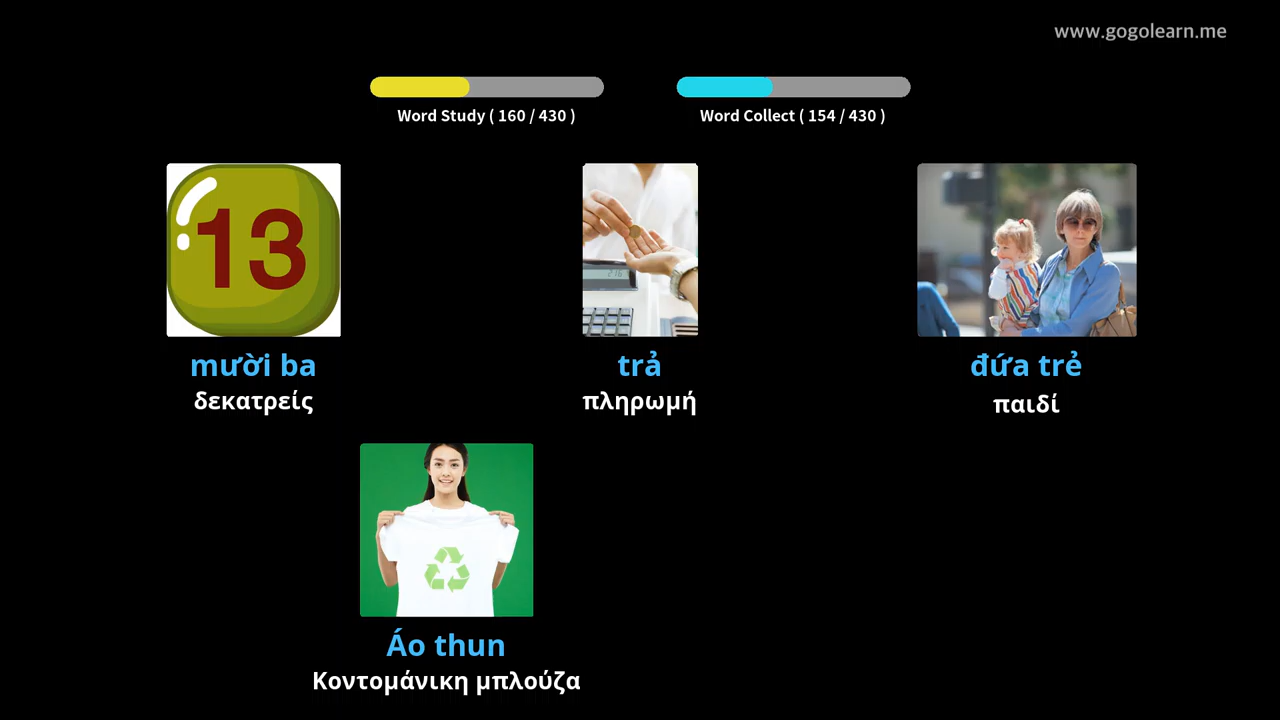 www.gogolearn.me
Word Study ( 160 / 430 )
Word Collect ( 154 / 430 )
13
mười ba
δεκατρείς
trả
πληρωμή
đứa trẻ
παιδί
Áo thun
Κοντομάνικη μπλούζα